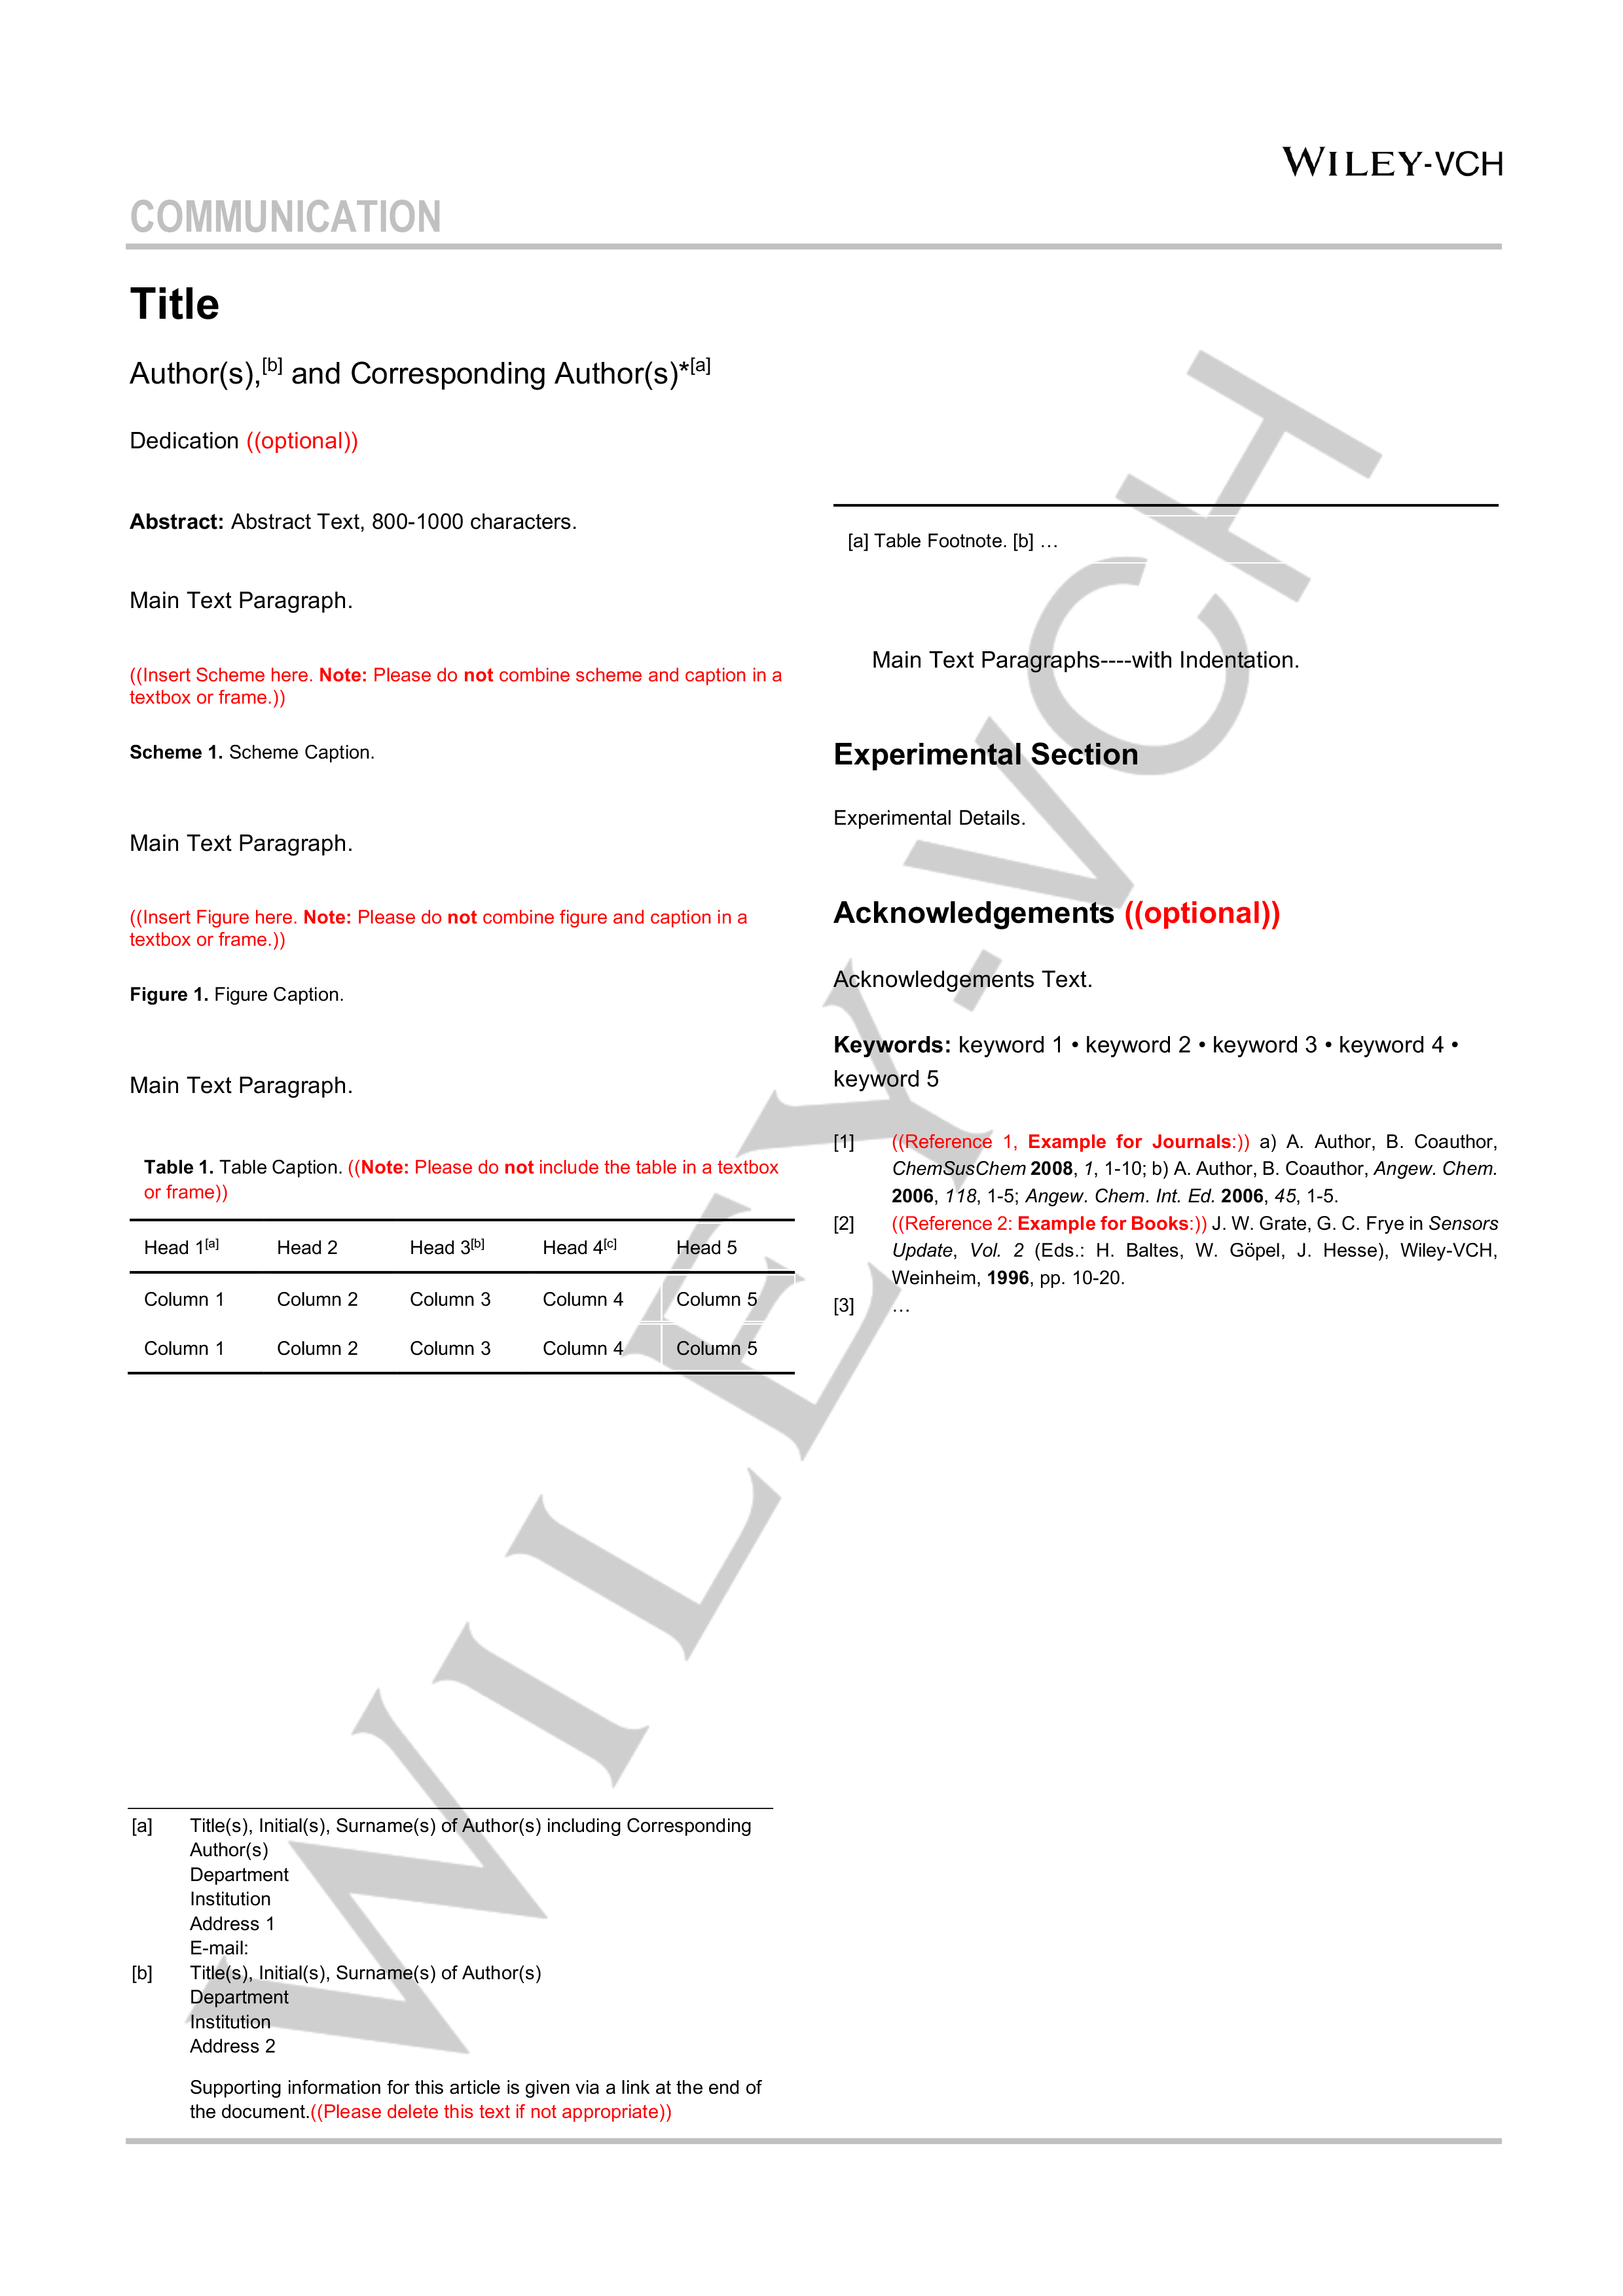 WILEY-VCH
COMMUNICATION
Title
Author(s),[b] and Corresponding Author(s)*[a]
Dedication ((optional))
Abstract: Abstract Text, 800-1000 characters.
Main Text Paragraph.
((Insert Scheme here. Note: Please do not combine scheme and caption in a
textbox or frame.))
Scheme 1. Scheme Caption.
Main Text Paragraph.
((Insert Figure here. Note: Please do not combine figure and caption in a
textbox or frame.))
Figure 1. Figure Caption.
Main Text Paragraph.
Table 1. Table Caption. ((Note: Please do not include the table in a textbox
or frame))
Head 1[a] Head 2 Head 3[b] Head 4[c] Head 5
Column 1 Column 2 Column 3 Column 4 Column 5
Column 1 Column 2 Column 3 Column 4 Column 5
[a] Title(s), Initial(s), Surname(s) of Author(s) including Corresponding
Author(s)
Department
Institution
Address 1
E-mail:
[b] Title(s), Initial(s), Surname(s) of Author(s)
Department
Institution
Address 2
Supporting information for this article is given via a link at the end of
the document.((Please delete this text if not appropriate))
[a] Table Footnote. [b] …
Main Text Paragraphs----with Indentation.
Experimental Section
Experimental Details.
Acknowledgements ((optional))
Acknowledgements Text.
Keywords: keyword 1 • keyword 2 • keyword 3 • keyword 4 •
keyword 5
[1] ((Reference 1, Example for Journals:)) a) A. Author, B. Coauthor,
ChemSusChem 2008, 1, 1-10; b) A. Author, B. Coauthor, Angew. Chem.
2006, 118, 1-5; Angew. Chem. Int. Ed. 2006, 45, 1-5.
[2] ((Reference 2: Example for Books:)) J. W. Grate, G. C. Frye in Sensors
Update, Vol. 2 (Eds.: H. Baltes, W. Göpel, J. Hesse), Wiley-VCH,
Weinheim, 1996, pp. 10-20.
[3] …
WILEY-VCH